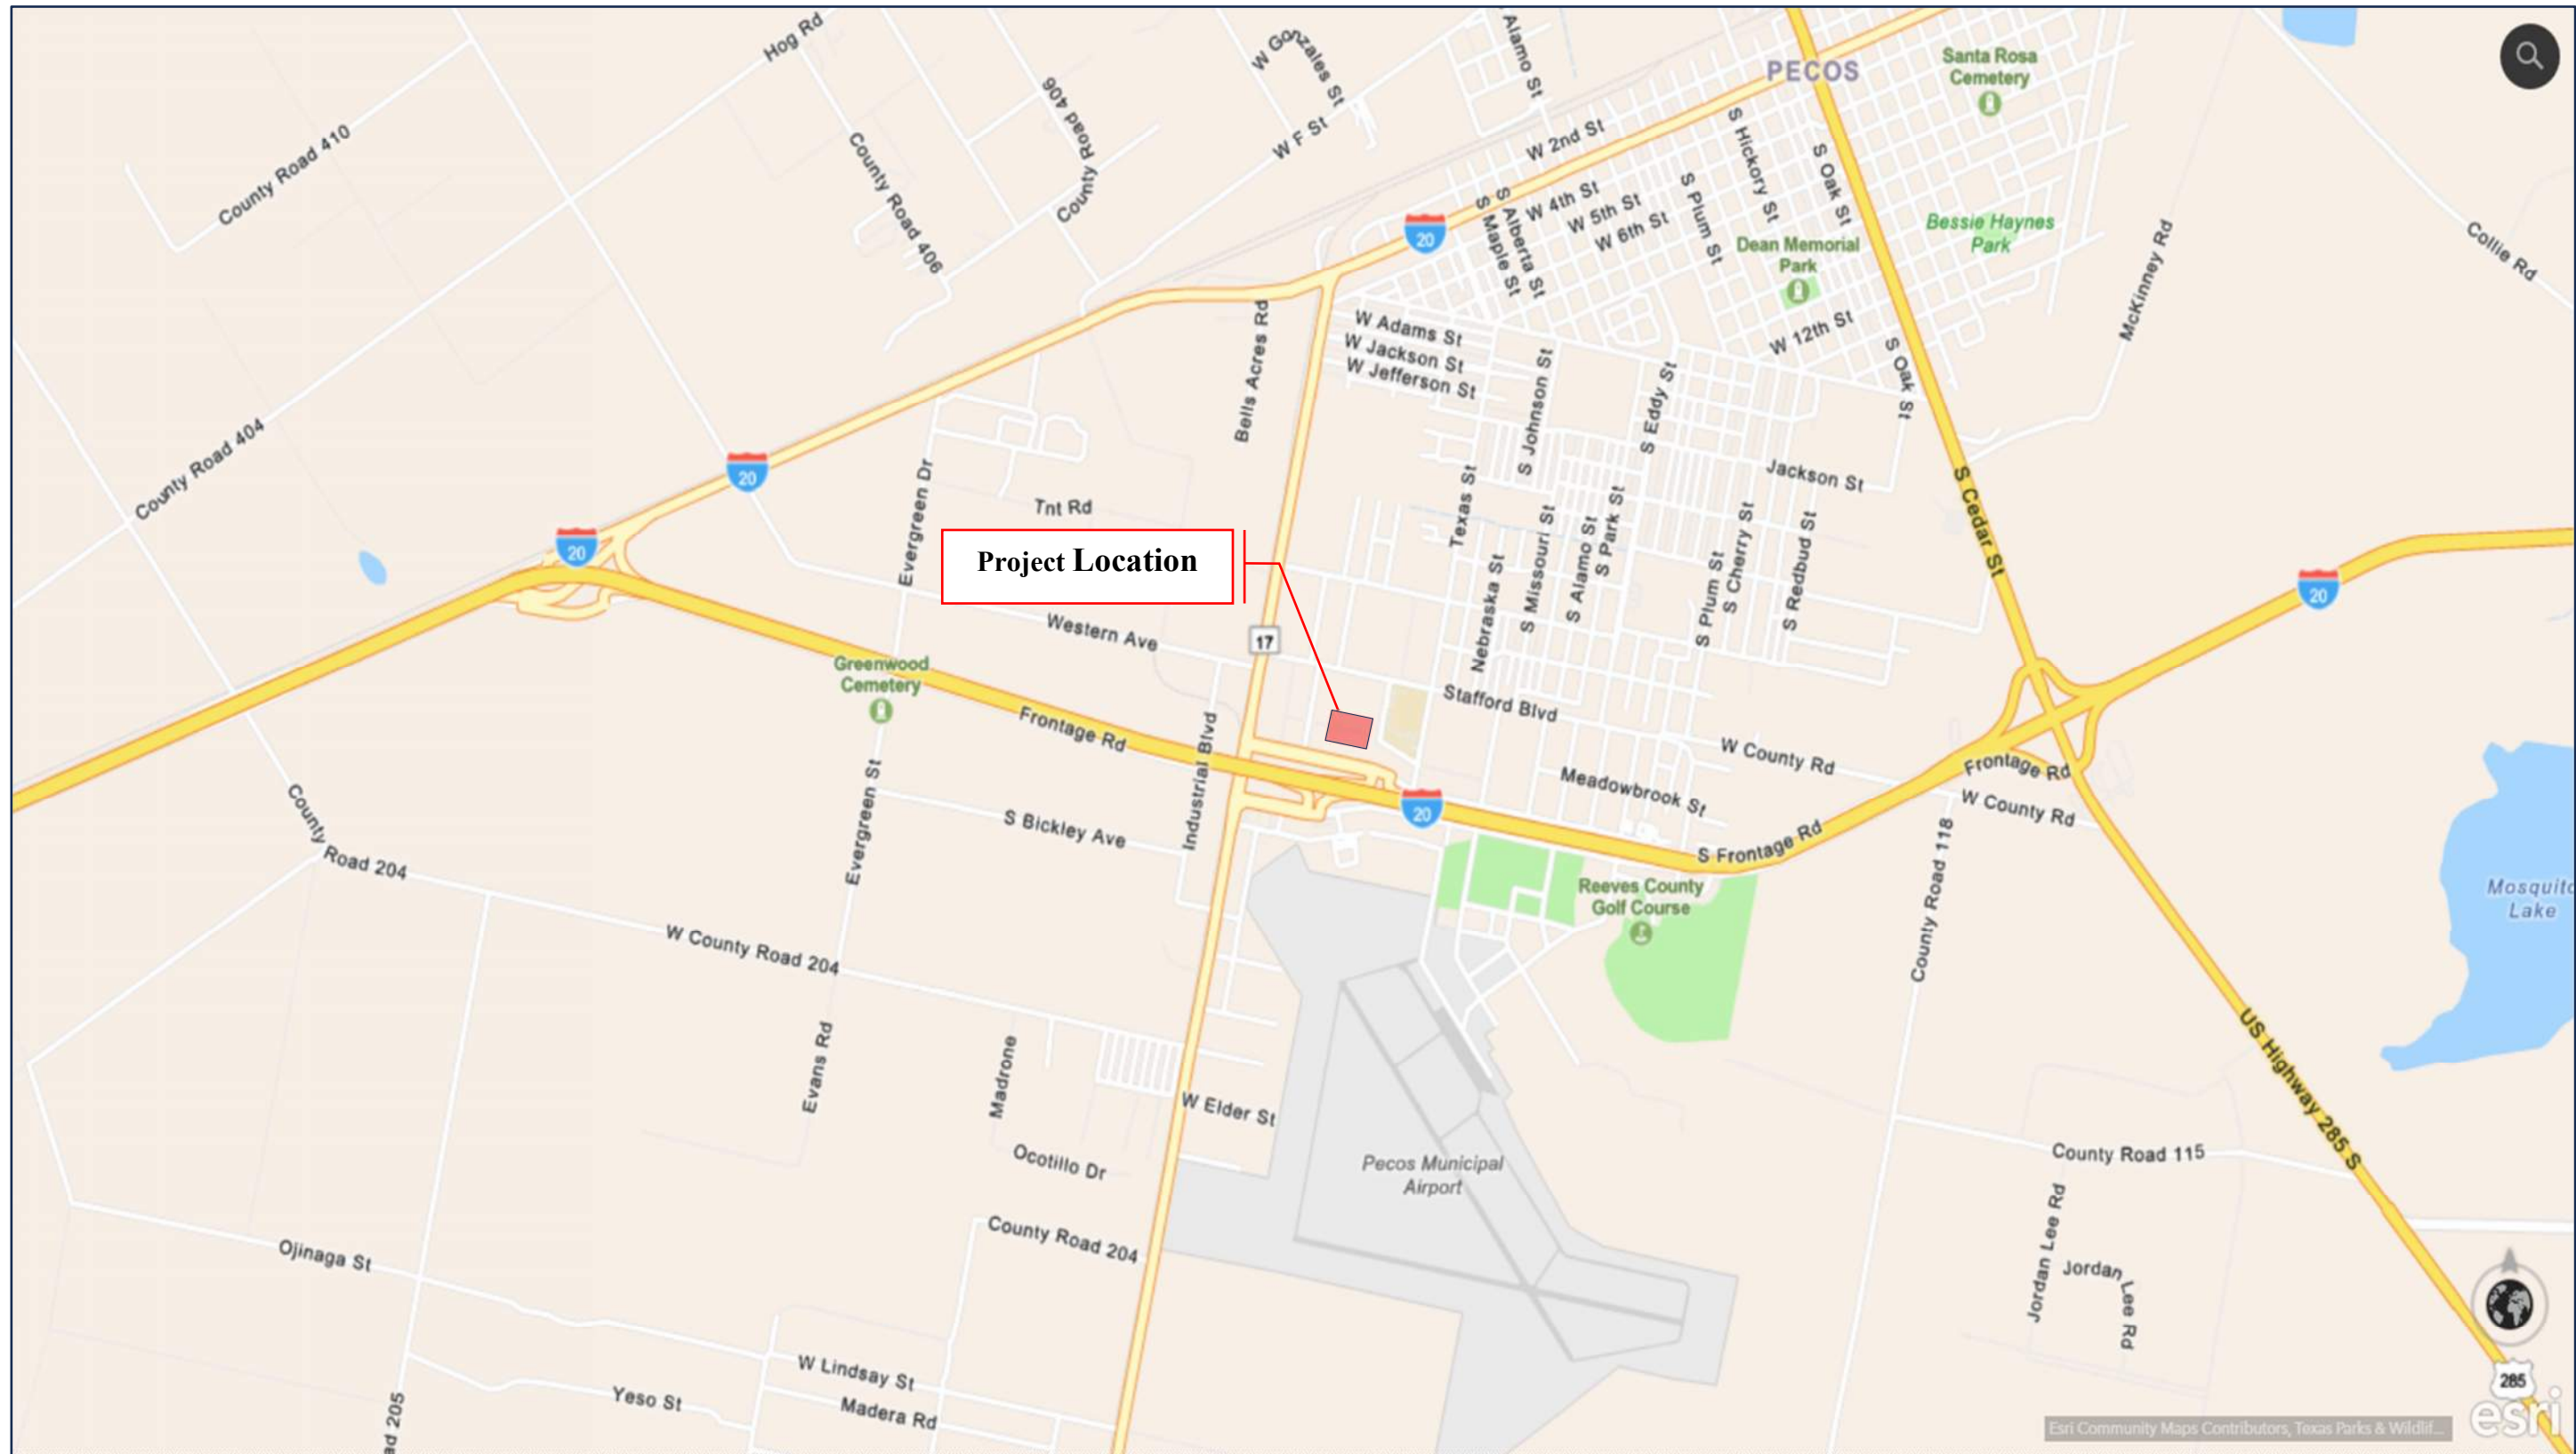 Hog Rd
W Gonzales St
Alamo St
PECOS
Santa Rosa
Cemetery
County Road 410
County Road 406
County Road 406
W F St
W 2nd St
S Hickory St
S Oak St
S Maple St
S Alberta St
W 4th St
W 5th St
W 6th St
S Plum St
Dean Memorial
Park
Bessie Haynes
Park
McKinney Rd
Collie Rd
20
Bells Acres Rd
W Adams St
W Jackson St
W Jefferson St
W 12th St
S Oak St
S Johnson St
S Eddy St
County Road 404
20
Evergreen Dr
Tnt Rd
Texas St
Jackson St
S Cedar St
20
Project Location
S Missouri St
S Alamo St
S Park St
Nebraska St
S Plum St
S Cherry St
S Redbud St
20
Western Ave
17
Greenwood
Cemetery
Frontage Rd
Industrial Blvd
Stafford Blvd
W County Rd
Frontage Rd
Meadowbrook St
W County Rd
20
County Road 204
Evergreen St
S Bickley Ave
S Frontage Rd
County Road 118
Reeves County
Golf Course
Mosquito
Lake
W County Road 204
Evans Rd
Madrone
US Highway 285 S
W Elder St
Ocotillo Dr
Pecos Municipal
Airport
County Road 115
Jordan Lee Rd
Jordan Lee Rd
County Road 204
Ojinaga St
W Lindsay St
Yeso St
Madera Rd
ad 205
285
esri
Esri Community Maps Contributors, Texas Parks & Wildlif...